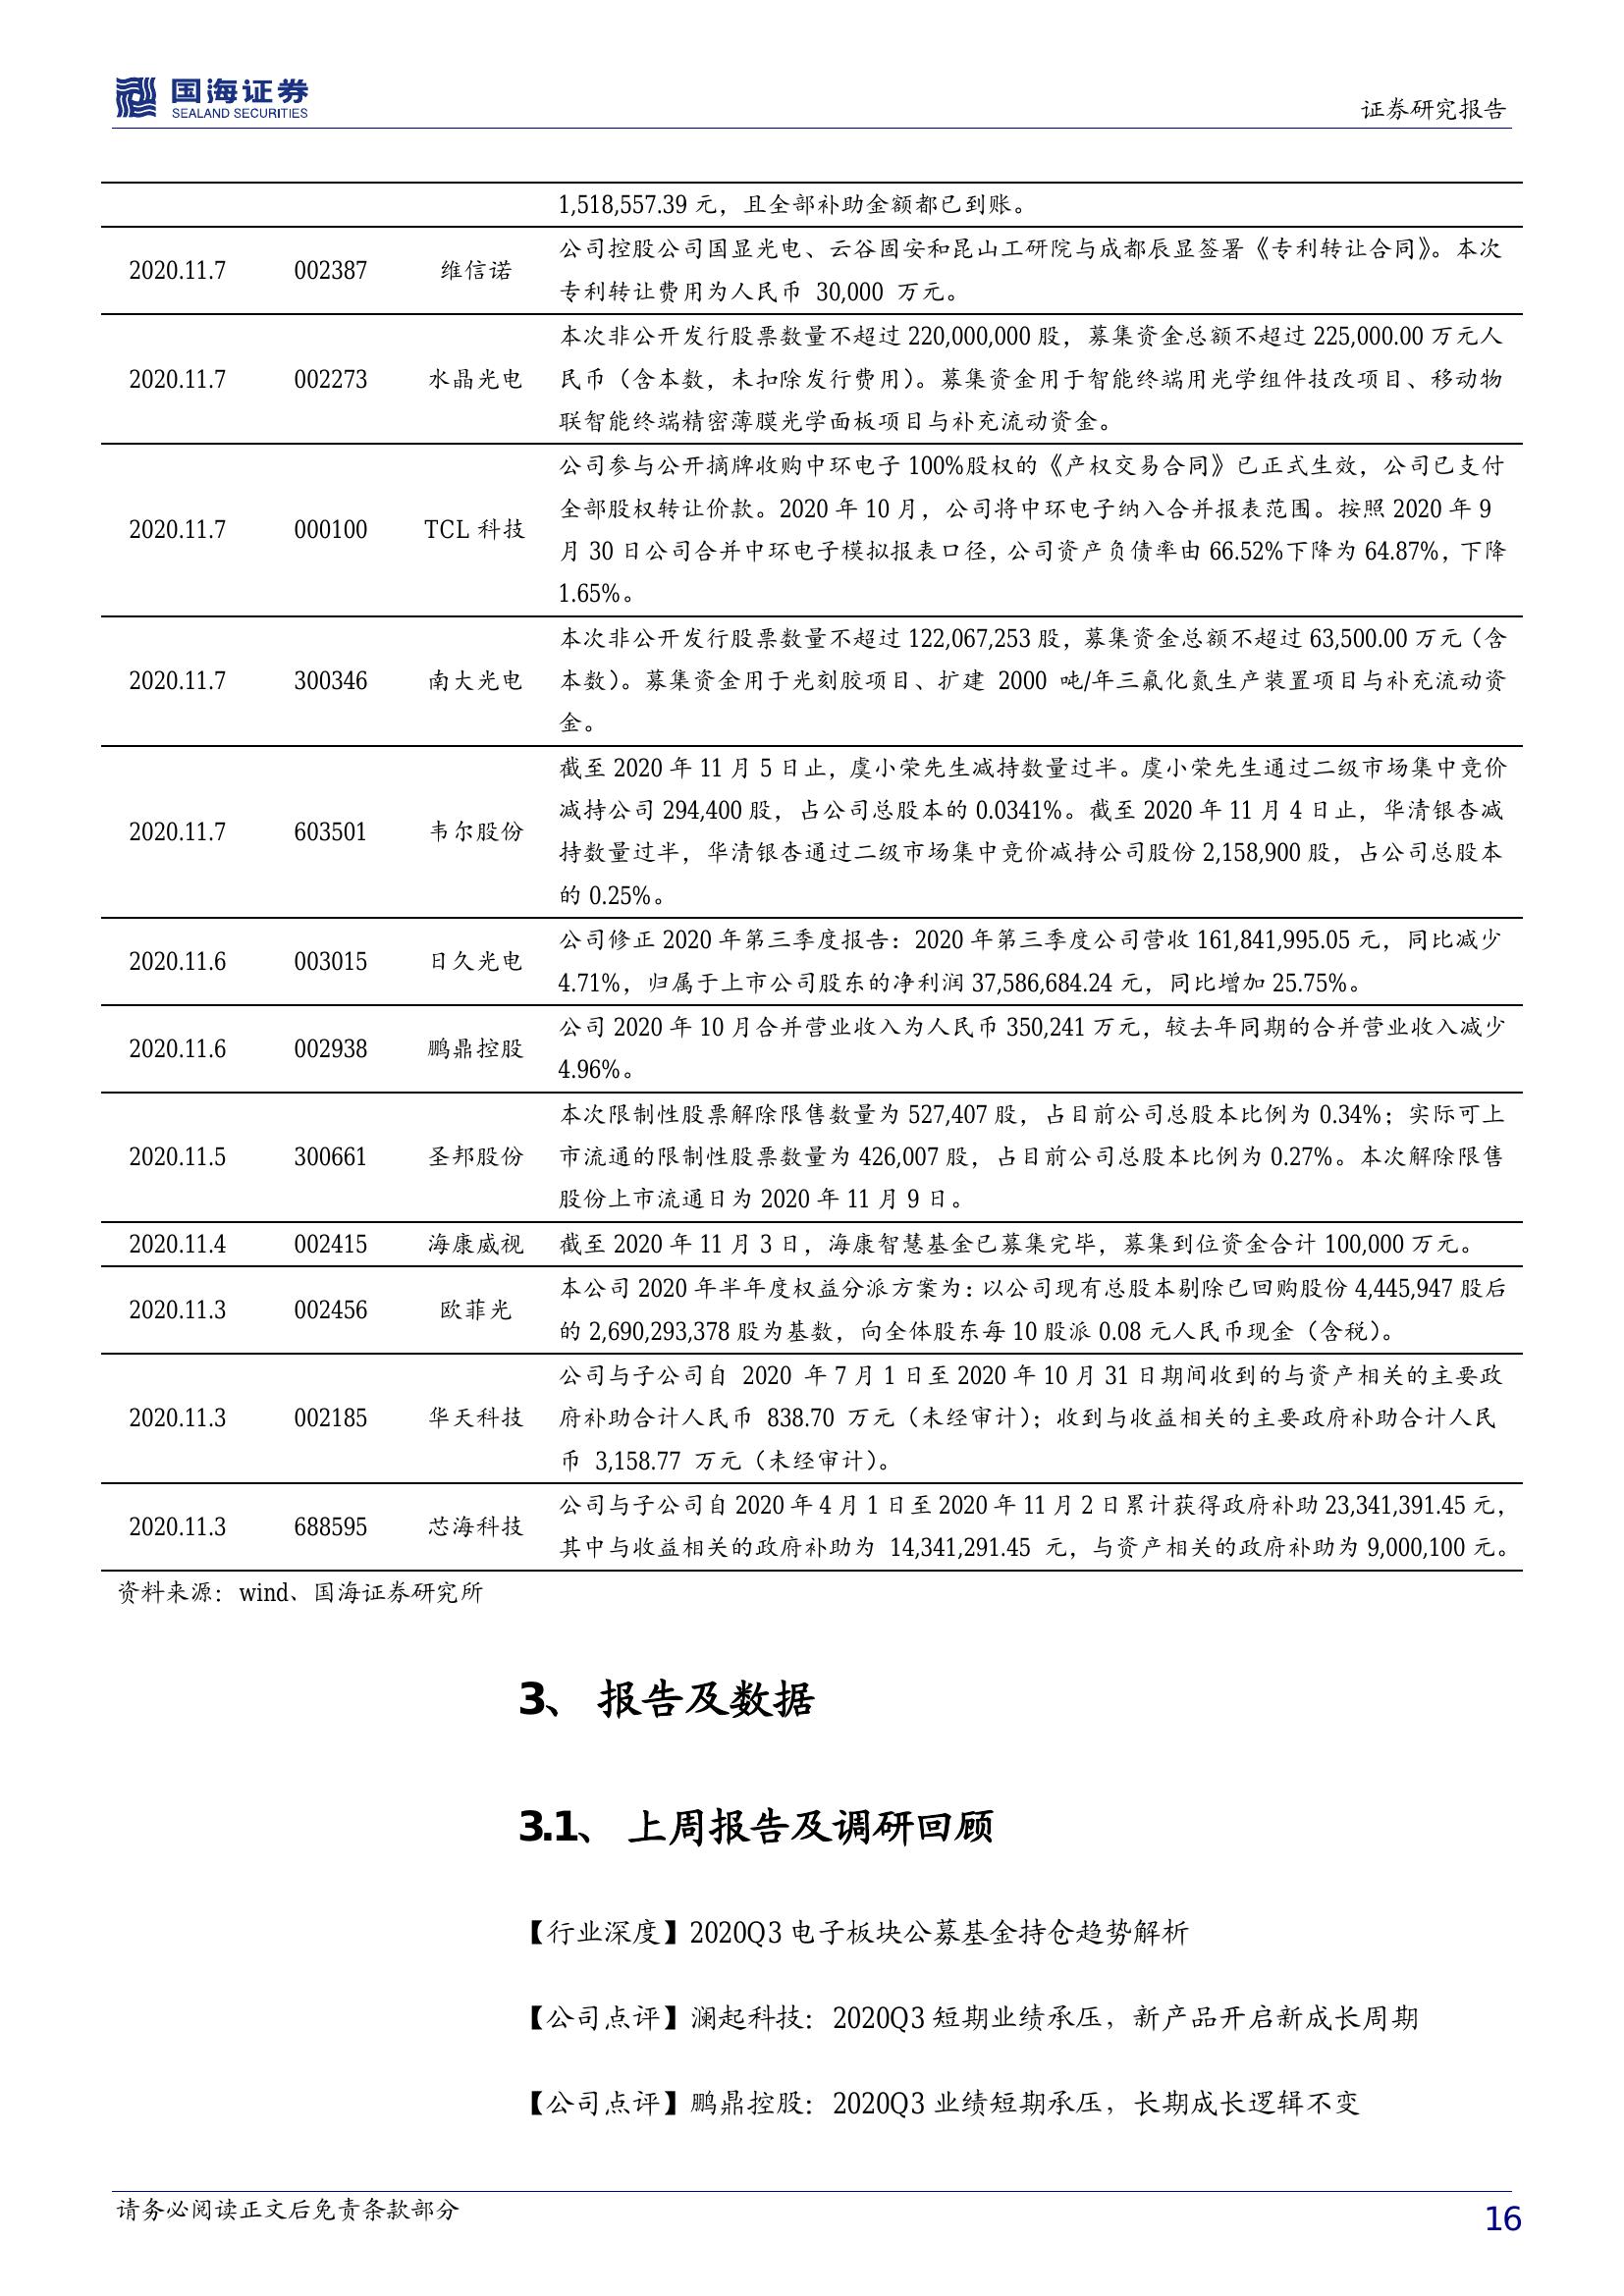 国海证券
SEALAND SECURITIES
证券研究报告
1,518,557.39 元，且全部补助金额都已到账。
2020.11.7 002387 维信诺
公司控股公司国显光电、云谷固安和昆山工研院与成都辰显签署《专利转让合同》。本次
专利转让费用为人民币 30,000 万元。
2020.11.7 002273 水晶光电
本次非公开发行股票数量不超过 220,000,000 股，募集资金总额不超过 225,000.00 万元人
民币（含本数，未扣除发行费用）。募集资金用于智能终端用光学组件技改项目、移动物
联智能终端精密薄膜光学面板项目与补充流动资金。
2020.11.7 000100 TCL 科技
公司参与公开摘牌收购中环电子 100%股权的《产权交易合同》已正式生效，公司已支付
全部股权转让价款。2020 年 10 月，公司将中环电子纳入合并报表范围。按照 2020 年 9
月 30 日公司合并中环电子模拟报表口径，公司资产负债率由 66.52%下降为 64.87%，下降
1.65%。
2020.11.7 300346 南大光电
本次非公开发行股票数量不超过 122,067,253 股，募集资金总额不超过 63,500.00 万元（含
本数）。募集资金用于光刻胶项目、扩建 2000 吨/年三氟化氮生产装置项目与补充流动资
金。
2020.11.7 603501 韦尔股份
截至 2020 年 11 月 5 日止，虞小荣先生减持数量过半。虞小荣先生通过二级市场集中竞价
减持公司 294,400 股，占公司总股本的 0.0341%。截至 2020 年 11 月 4 日止，华清银杏减
持数量过半，华清银杏通过二级市场集中竞价减持公司股份 2,158,900 股，占公司总股本
的 0.25%。
2020.11.6 003015 日久光电
公司修正 2020 年第三季度报告：2020 年第三季度公司营收 161,841,995.05 元，同比减少
4.71%，归属于上市公司股东的净利润 37,586,684.24 元，同比增加 25.75%。
2020.11.6 002938 鹏鼎控股
公司 2020 年 10 月合并营业收入为人民币 350,241 万元，较去年同期的合并营业收入减少
4.96%。
2020.11.5 300661 圣邦股份
本次限制性股票解除限售数量为 527,407 股，占目前公司总股本比例为 0.34%；实际可上
市流通的限制性股票数量为 426,007 股，占目前公司总股本比例为 0.27%。本次解除限售
股份上市流通日为 2020 年 11 月 9 日。
2020.11.4 002415 海康威视 截至 2020 年 11 月 3 日，海康智慧基金已募集完毕，募集到位资金合计 100,000 万元。
2020.11.3 002456 欧菲光
本公司 2020 年半年度权益分派方案为：以公司现有总股本剔除已回购股份 4,445,947 股后
的 2,690,293,378 股为基数，向全体股东每 10 股派 0.08 元人民币现金（含税）。
2020.11.3 002185 华天科技
公司与子公司自 2020 年 7 月 1 日至 2020 年 10 月 31 日期间收到的与资产相关的主要政
府补助合计人民币 838.70 万元（未经审计）；收到与收益相关的主要政府补助合计人民
币 3,158.77 万元（未经审计）。
2020.11.3 688595 芯海科技
公司与子公司自 2020 年 4 月 1 日至 2020 年 11 月 2 日累计获得政府补助 23,341,391.45 元，
其中与收益相关的政府补助为 14,341,291.45 元，与资产相关的政府补助为 9,000,100 元。
资料来源：wind、国海证券研究所
3、 报告及数据
3.1、 上周报告及调研回顾
【行业深度】2020Q3 电子板块公募基金持仓趋势解析
【公司点评】澜起科技：2020Q3 短期业绩承压，新产品开启新成长周期
【公司点评】鹏鼎控股：2020Q3 业绩短期承压，长期成长逻辑不变
请务必阅读正文后免责条款部分
16